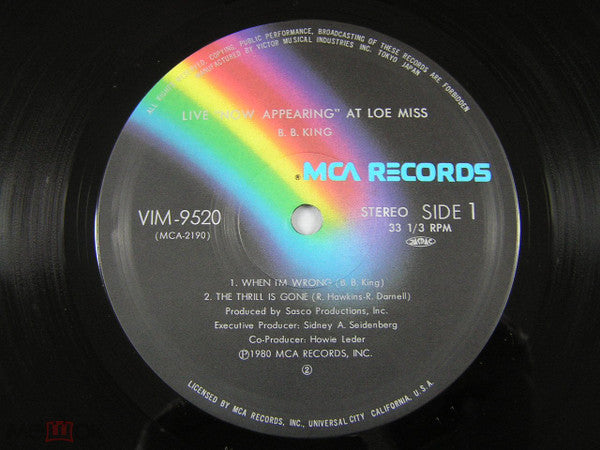 ALL RIGHTS RESERVED. COPYING, PUBLIC PERFORMANCE, BROADCASTING OF THESE RECORDS ARE FORBIDDEN
MANUFACTURED BY VICTOR MUSICAL INDUSTRIES INC. TOKYO JAPAN
LIVE "NOW APPEARING" AT LOE MISS
B. B. KING
® MCA RECORDS
VIM-9520
(MCA-2190)
STEREO SIDE 1
33 1/3 RPM
1. WHEN I'M WRONG (B. B. King)
2. THE THRILL IS GONE (R. Hawkins-R. Darnell)
Produced by Sasco Productions, Inc.
Executive Producer: Sidney A. Seidenberg
Co-Producer: Howie Leder
Ⓟ1980 MCA RECORDS, INC.
②
LICENSED BY MCA RECORDS, INC., UNIVERSAL CITY CALIFORNIA. U.S.A.